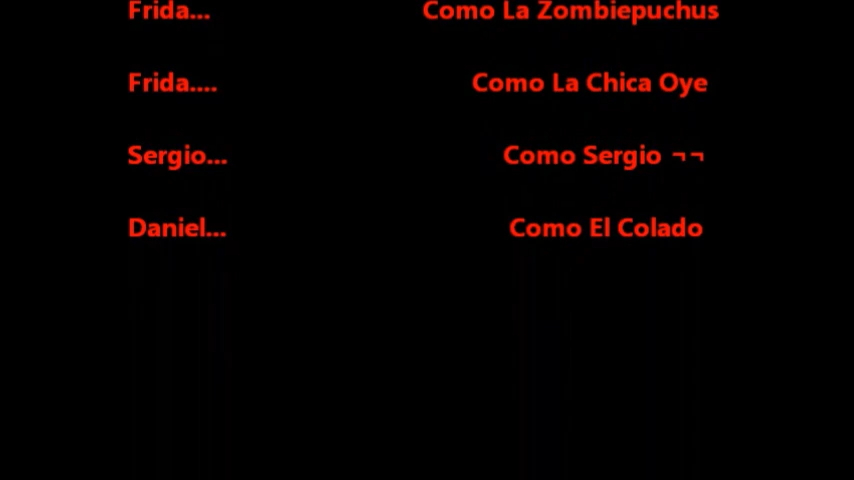 Frida... Como La Zombiepuchus
Frida.... Como La Chica Oye
Sergio... Como Sergio ¬¬
Daniel... Como El Colado